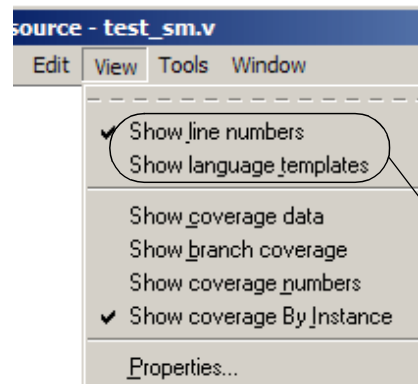 source - test_sm.v
Edit View Tools Window
Show line numbers
Show language templates
Show coverage data
Show branch coverage
Show coverage numbers
Show coverage By Instance
Properties...